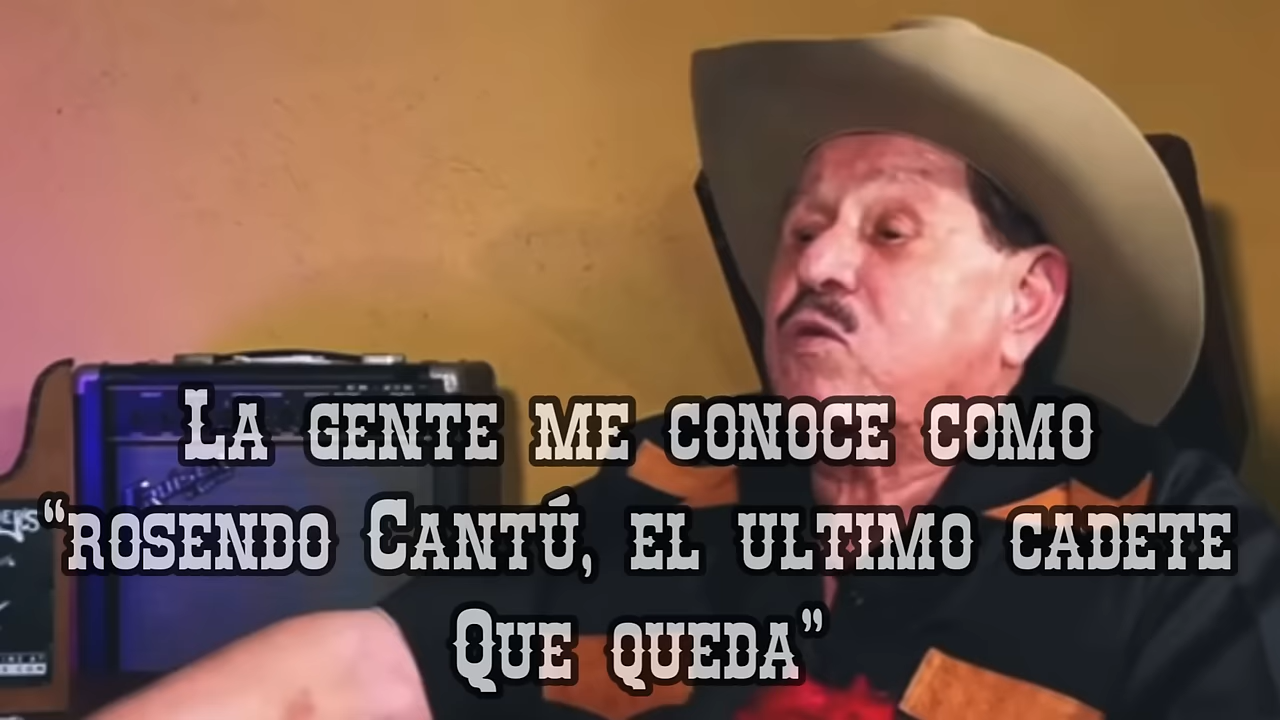 La gente me conoce como
“rosendo Cantú, el ultimo cadete
Que queda”